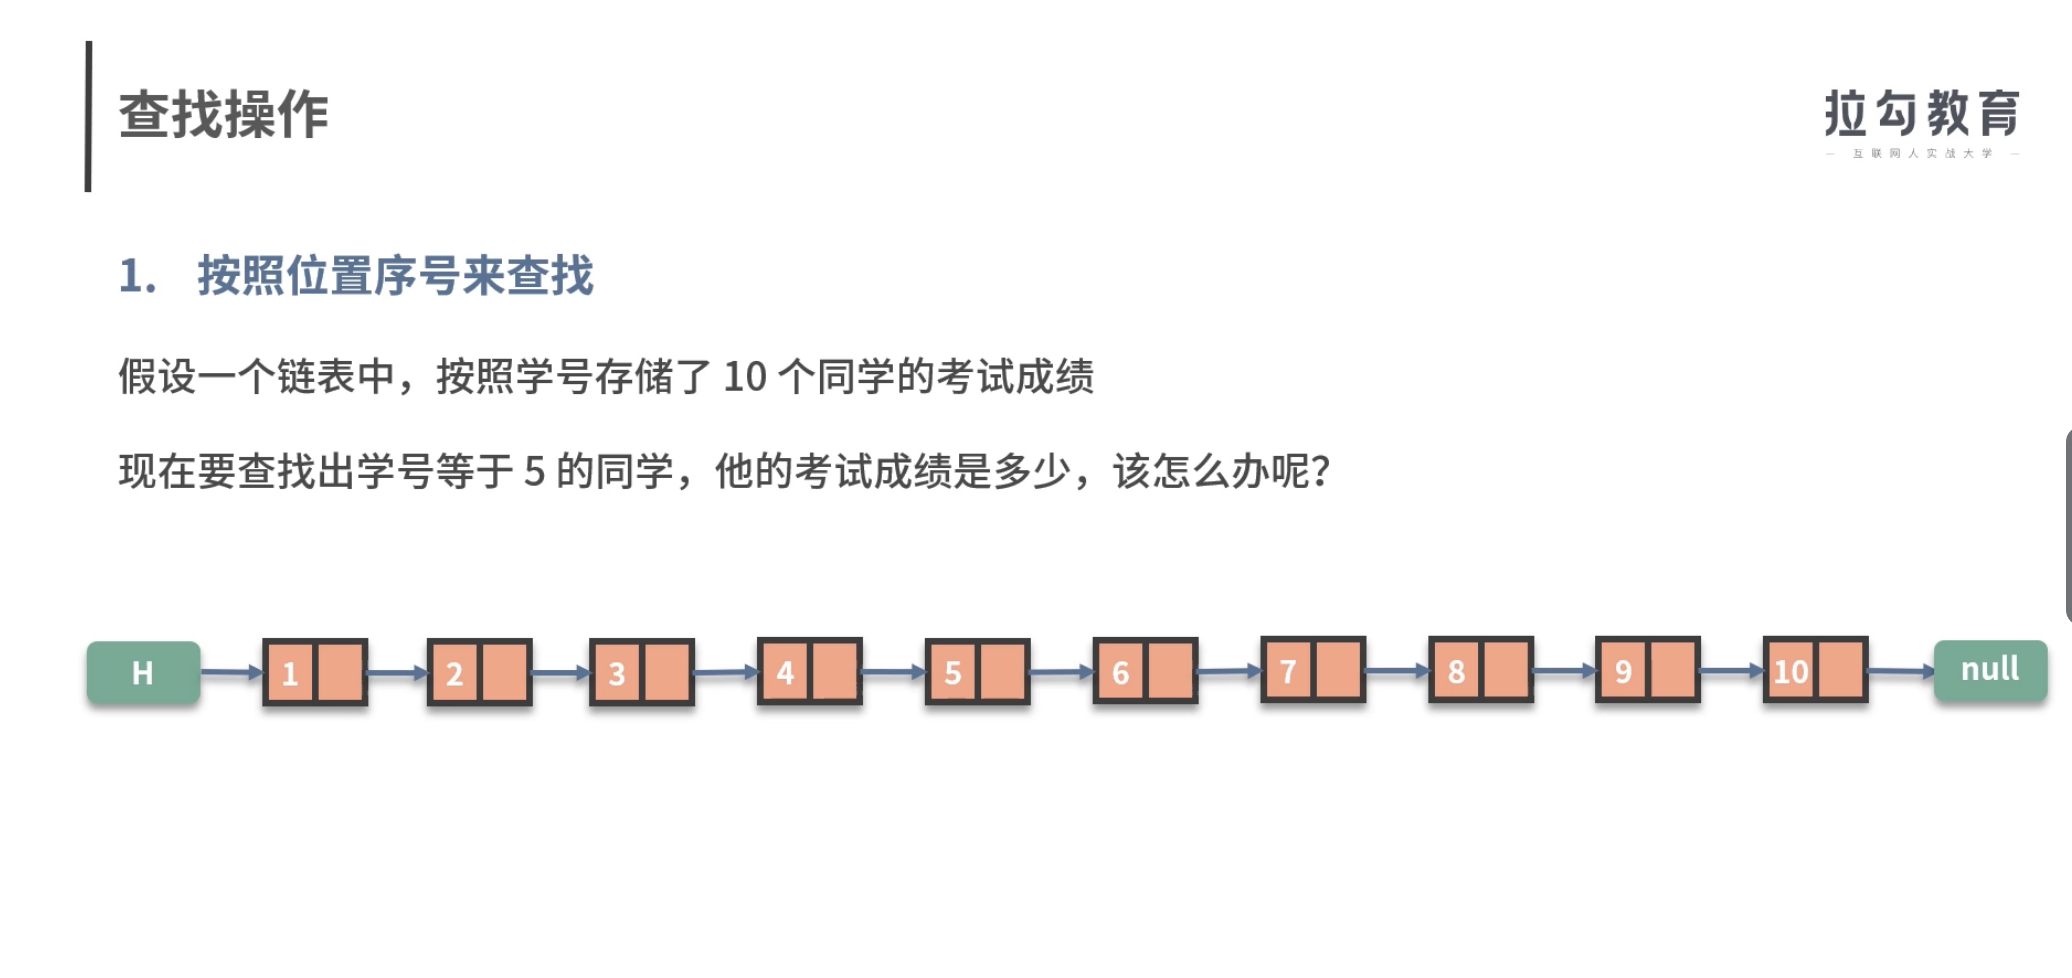 查找操作
拉勾教育
— 互联网人实战大学 —
1. 按照位置序号来查找
假设一个链表中，按照学号存储了 10 个同学的考试成绩
现在要查找出学号等于 5 的同学，他的考试成绩是多少，该怎么办呢？
H 1 2 3 4 5 6 7 8 9 10 null